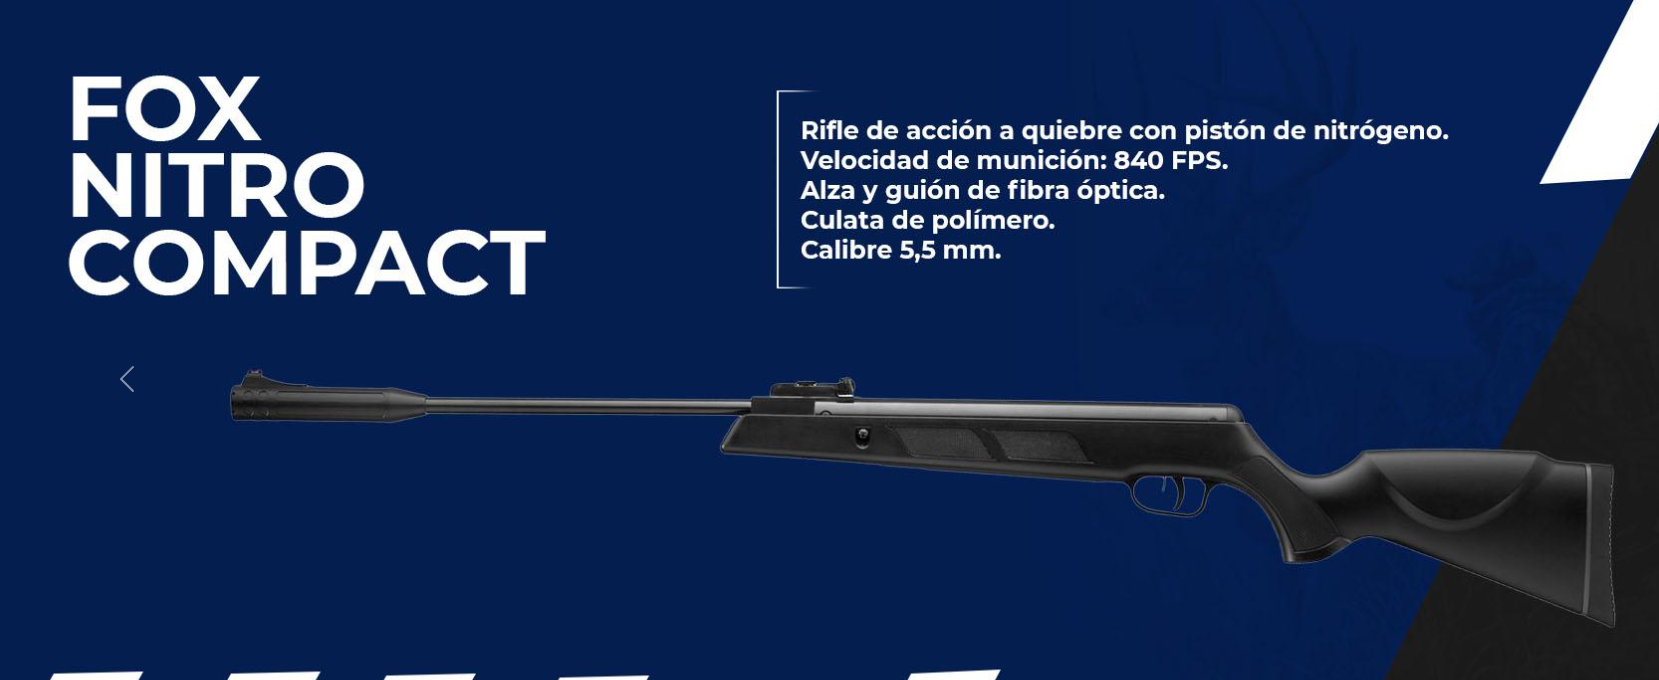 FOX
NITRO
COMPACT
Rifle de acción a quiebre con pistón de nitrógeno.
Velocidad de munición: 840 FPS.
Alza y guión de fibra óptica.
Culata de polímero.
Calibre 5,5 mm.